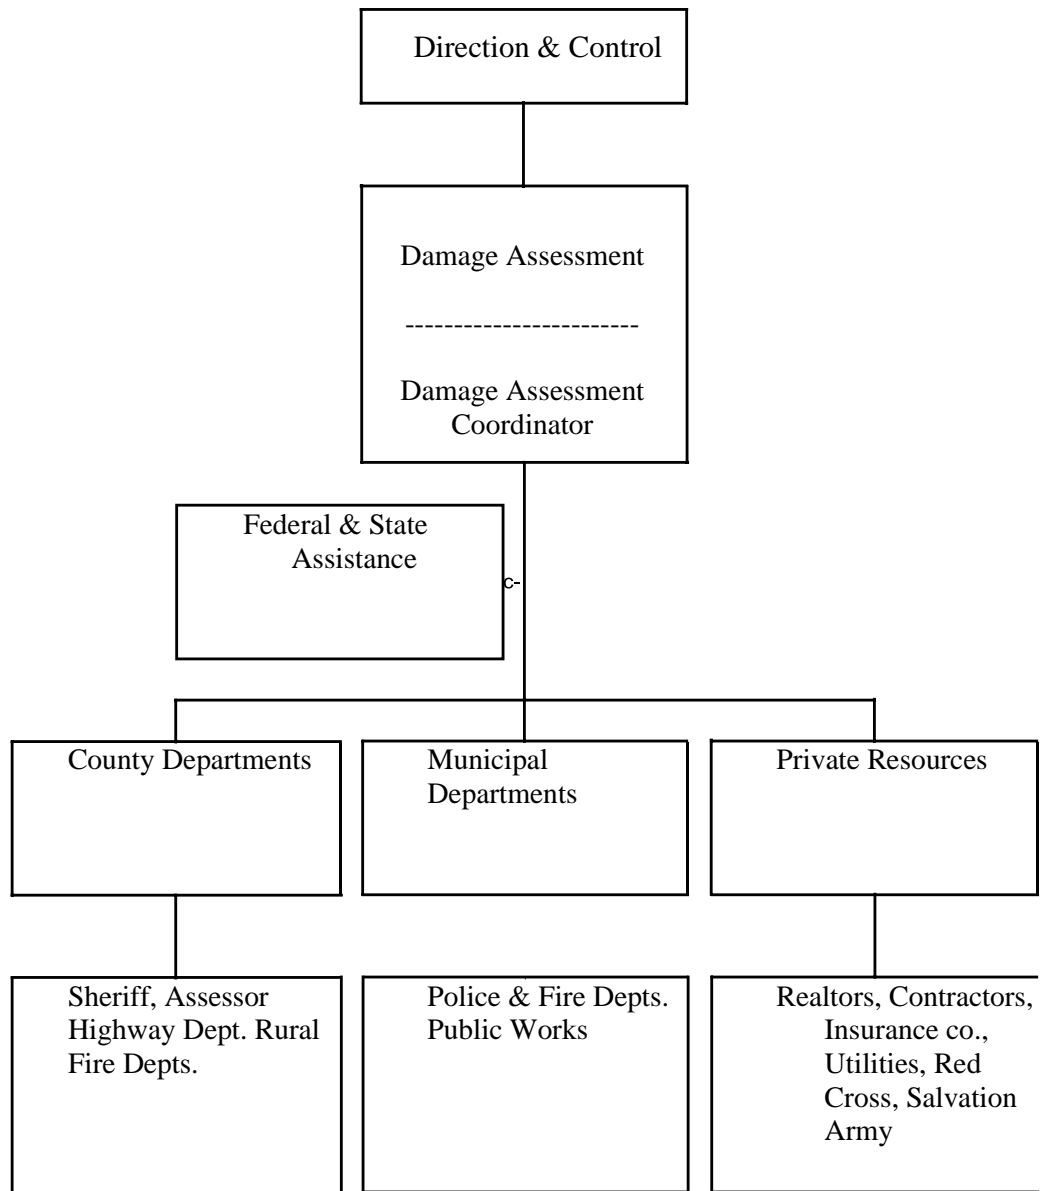 Direction & Control
Damage Assessment
------------------------
Damage Assessment
Coordinator
Federal & State
Assistance
c-
County Departments
Municipal
Departments
Private Resources
Sheriff, Assessor
Highway Dept. Rural
Fire Depts.
Police & Fire Depts.
Public Works
Realtors, Contractors,
Insurance co.,
Utilities, Red
Cross, Salvation
Army